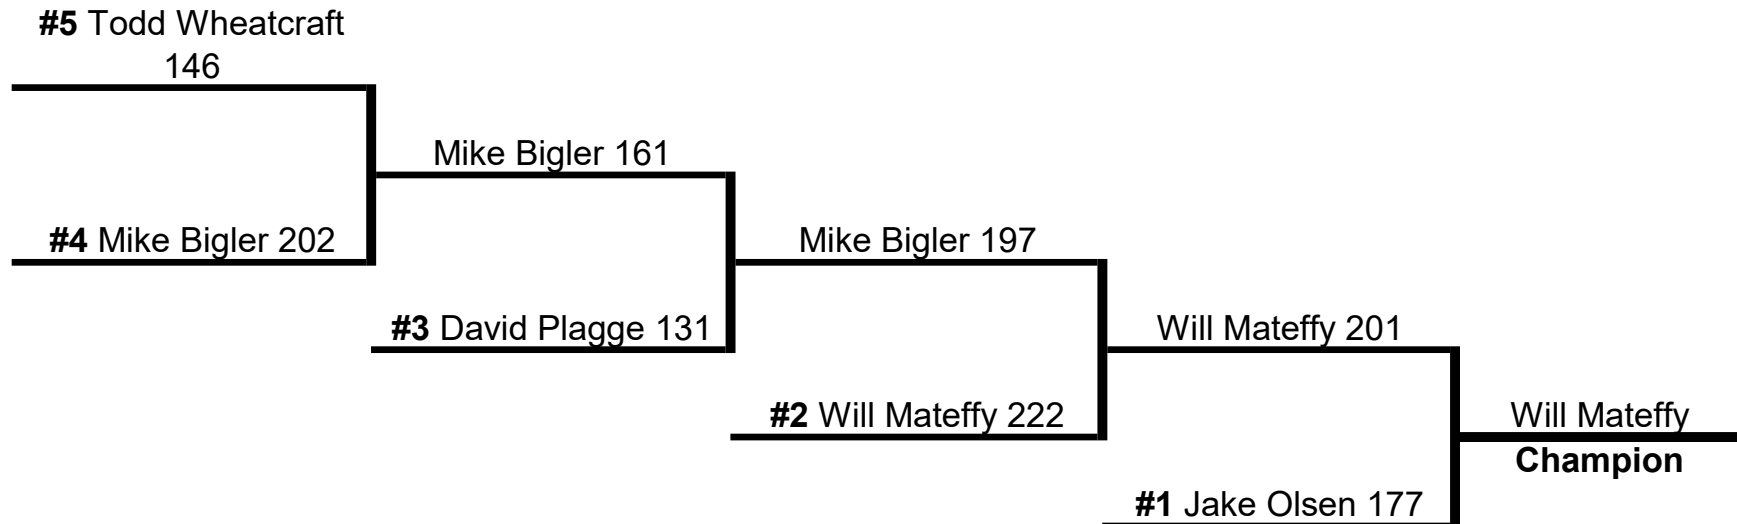 #5 Todd Wheatcraft
146
Mike Bigler 161
#4 Mike Bigler 202
Mike Bigler 197
#3 David Plagge 131
Will Mateffy 201
#2 Will Mateffy 222
Will Mateffy
Champion
#1 Jake Olsen 177